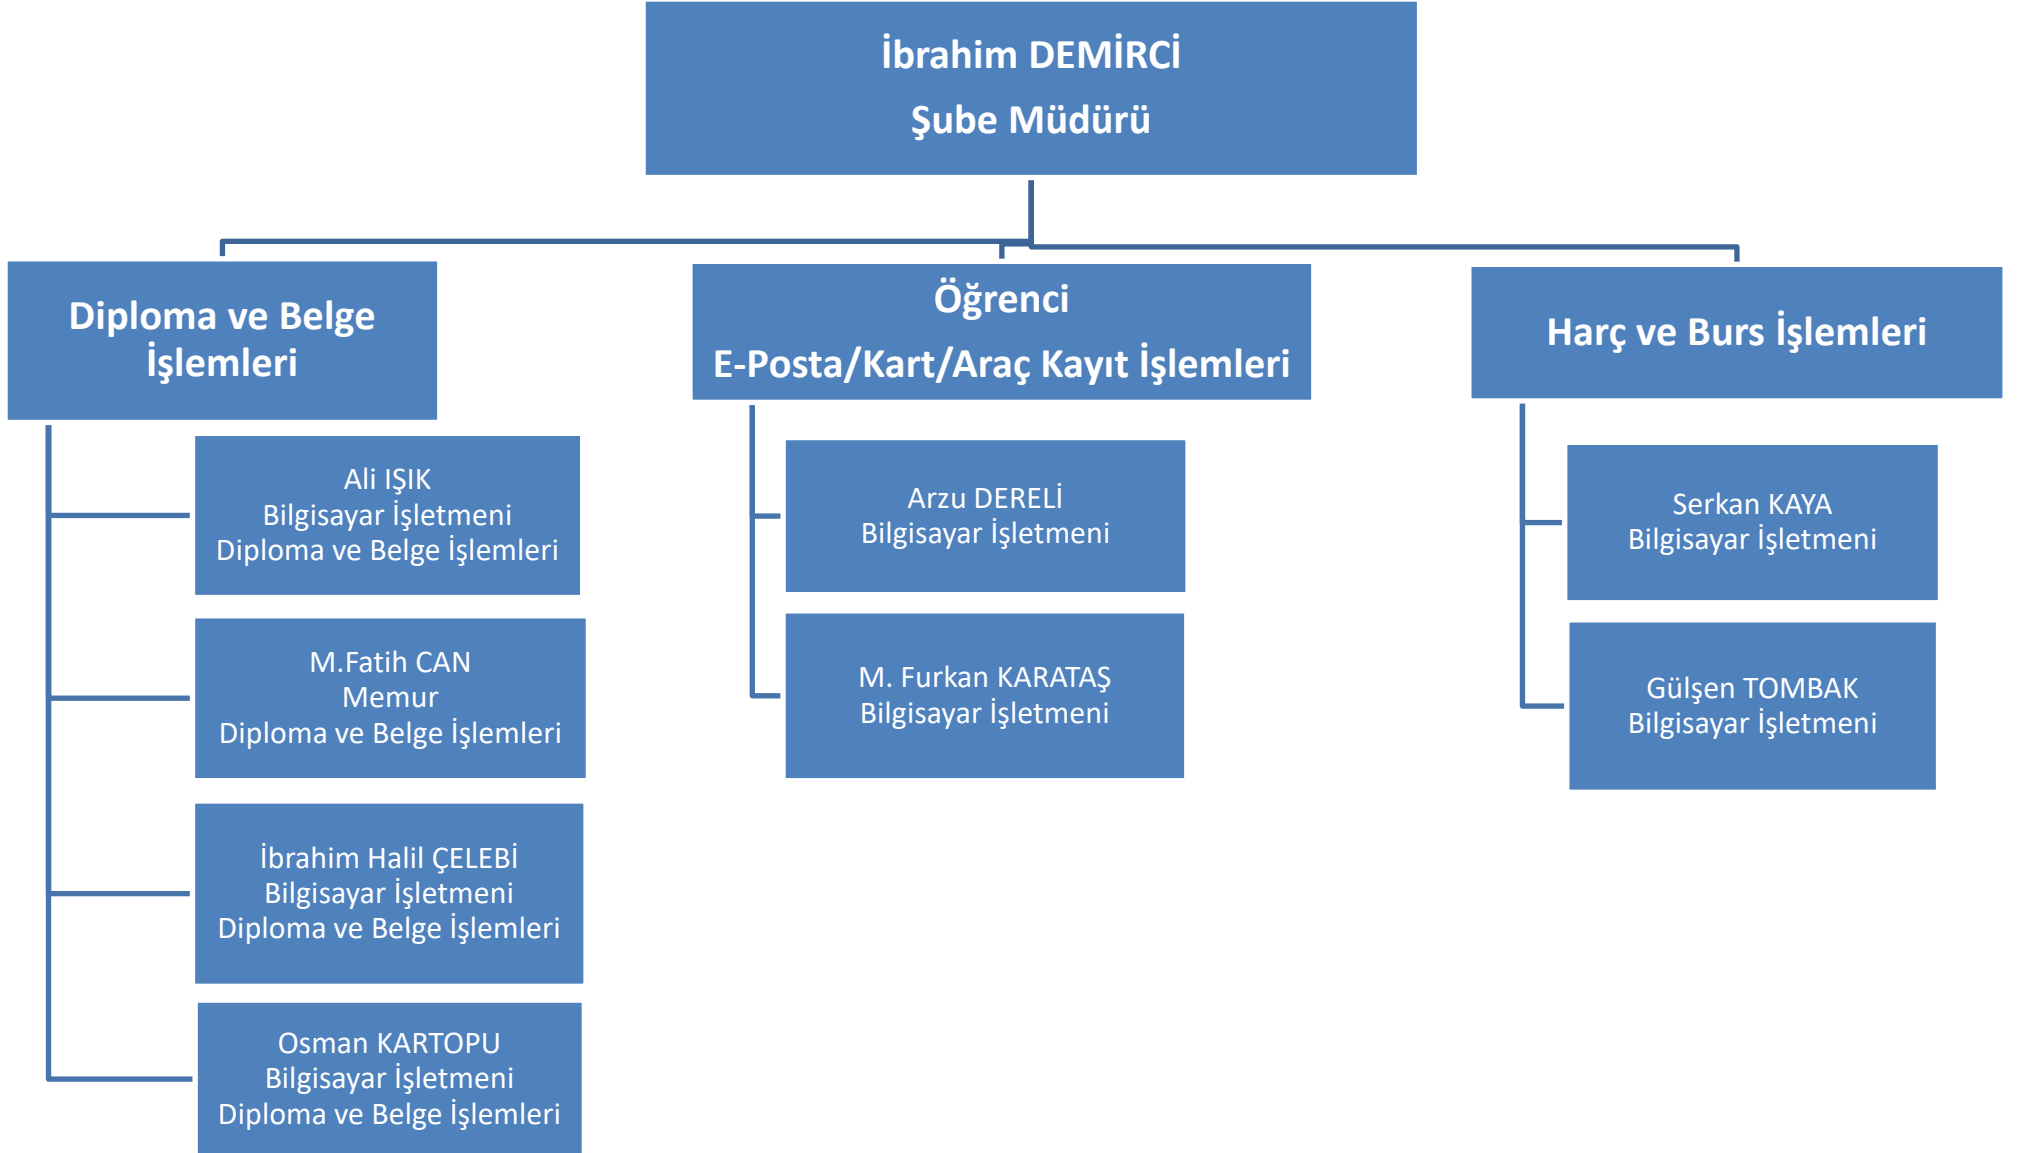 İbrahim DEMİRCİ
Şube Müdürü
Diploma ve Belge
İşlemleri
Ali IŞIK
Bilgisayar İşletmeni
Diploma ve Belge İşlemleri
M.Fatih CAN
Memur
Diploma ve Belge İşlemleri
İbrahim Halil ÇELEBİ
Bilgisayar İşletmeni
Diploma ve Belge İşlemleri
Osman KARTOPU
Bilgisayar İşletmeni
Diploma ve Belge İşlemleri
Öğrenci
E-Posta/Kart/Araç Kayıt İşlemleri
Arzu DERELİ
Bilgisayar İşletmeni
M. Furkan KARATAŞ
Bilgisayar İşletmeni
Harç ve Burs İşlemleri
Serkan KAYA
Bilgisayar İşletmeni
Gülşen TOMBAK
Bilgisayar İşletmeni